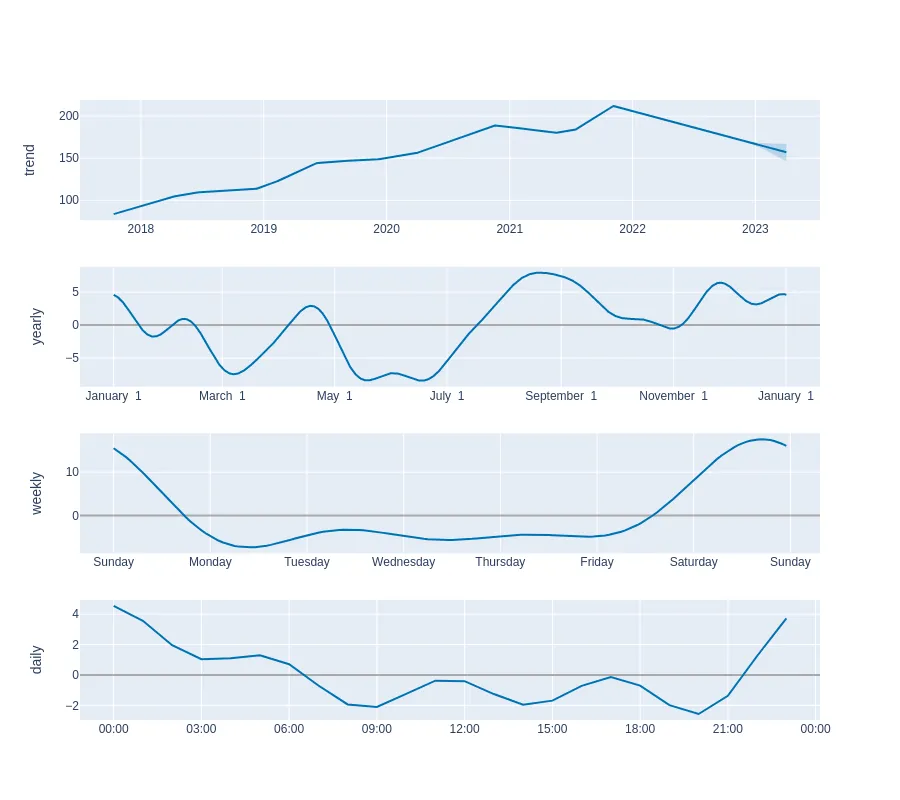 trend
200
150
100
2018 2019 2020 2021 2022 2023
yearly
5
0
−5
January 1 March 1 May 1 July 1 September 1 November 1 January 1
weekly
10
0
Sunday Monday Tuesday Wednesday Thursday Friday Saturday Sunday
daily
4
2
0
−2
00:00 03:00 06:00 09:00 12:00 15:00 18:00 21:00 00:00